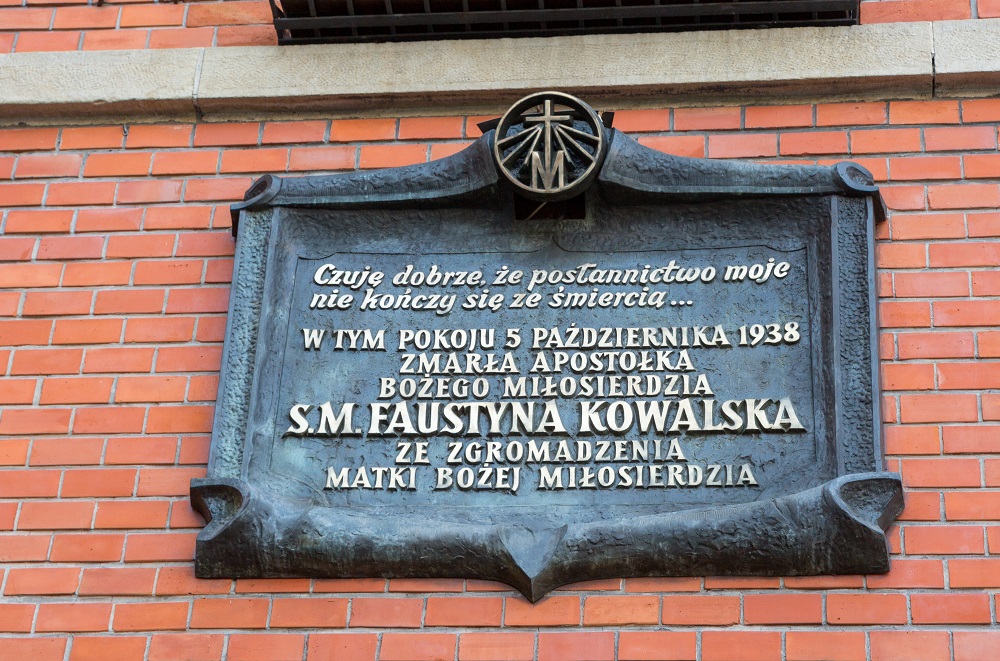 M
Czuję dobrze, że posłannictwo moje
nie kończy się ze śmiercią...
W TYM POKOJU 5 PAŹDZIERNIKA 1938
ZMARŁA APOSTOŁKA
BOŻEGO MIŁOSIERDZIA
S.M. FAUSTYNA KOWALSKA
ZE ZGROMADZENIA
MATKI BOŻEJ MIŁOSIERDZIA